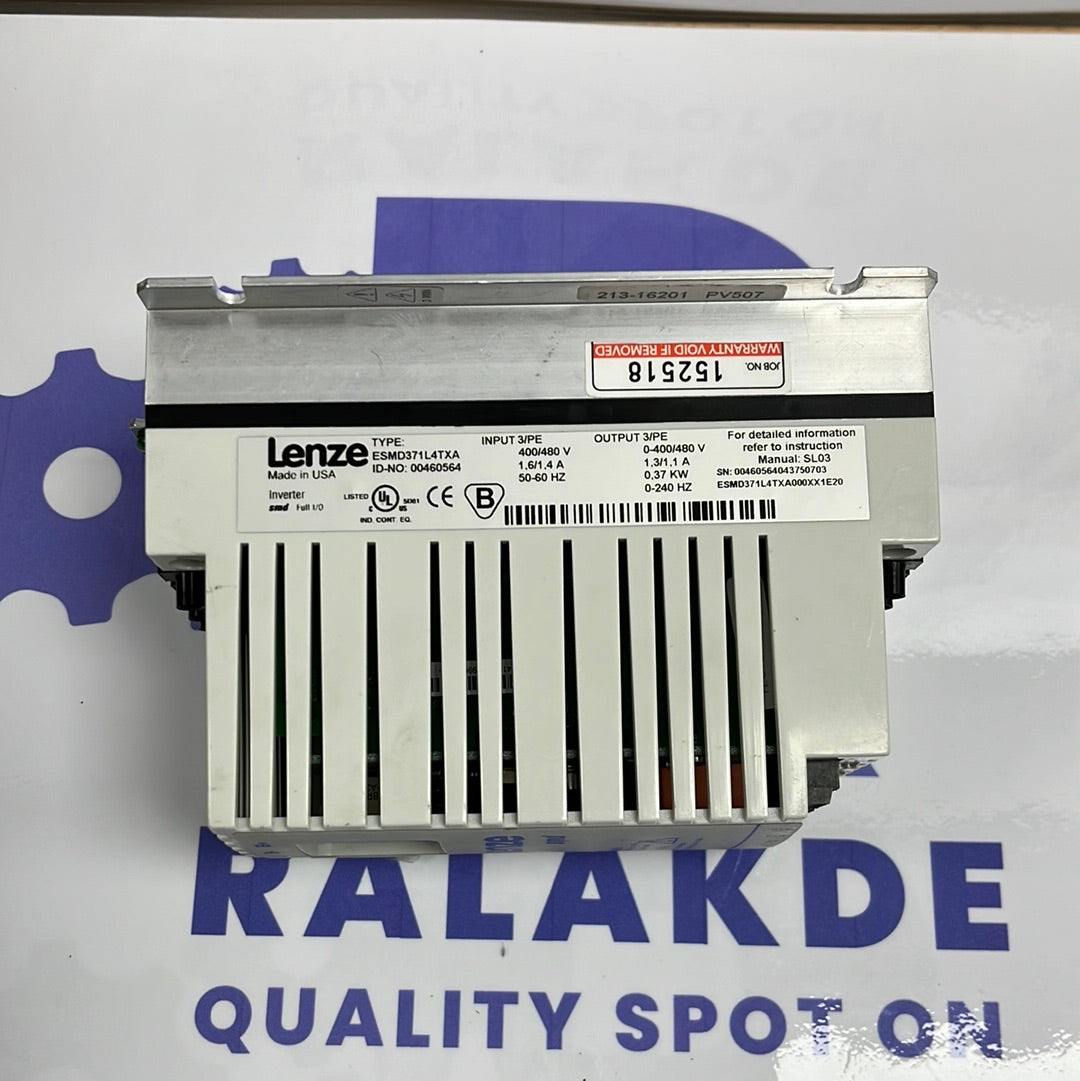 213-16201 PV507
WARRANTY VOID IF REMOVED
JOB NO. 152518
Lenze
Made in USA
Inverter
smd Full I/O
TYPE:
ESMD371L4TXA
ID-NO: 00460564
LISTED
C UL US
5D81
IND. CONT. EQ.
CE
B
INPUT 3/PE
400/480 V
1,6/1,4 A
50-60 HZ
OUTPUT 3/PE
0-400/480 V
1,3/1,1 A
0,37 KW
0-240 HZ
For detailed information
refer to instruction
Manual: SL03
SN: 00460564043750703
ESMD371L4TXA000XX1E20
RALAKDE
QUALITY SPOT ON